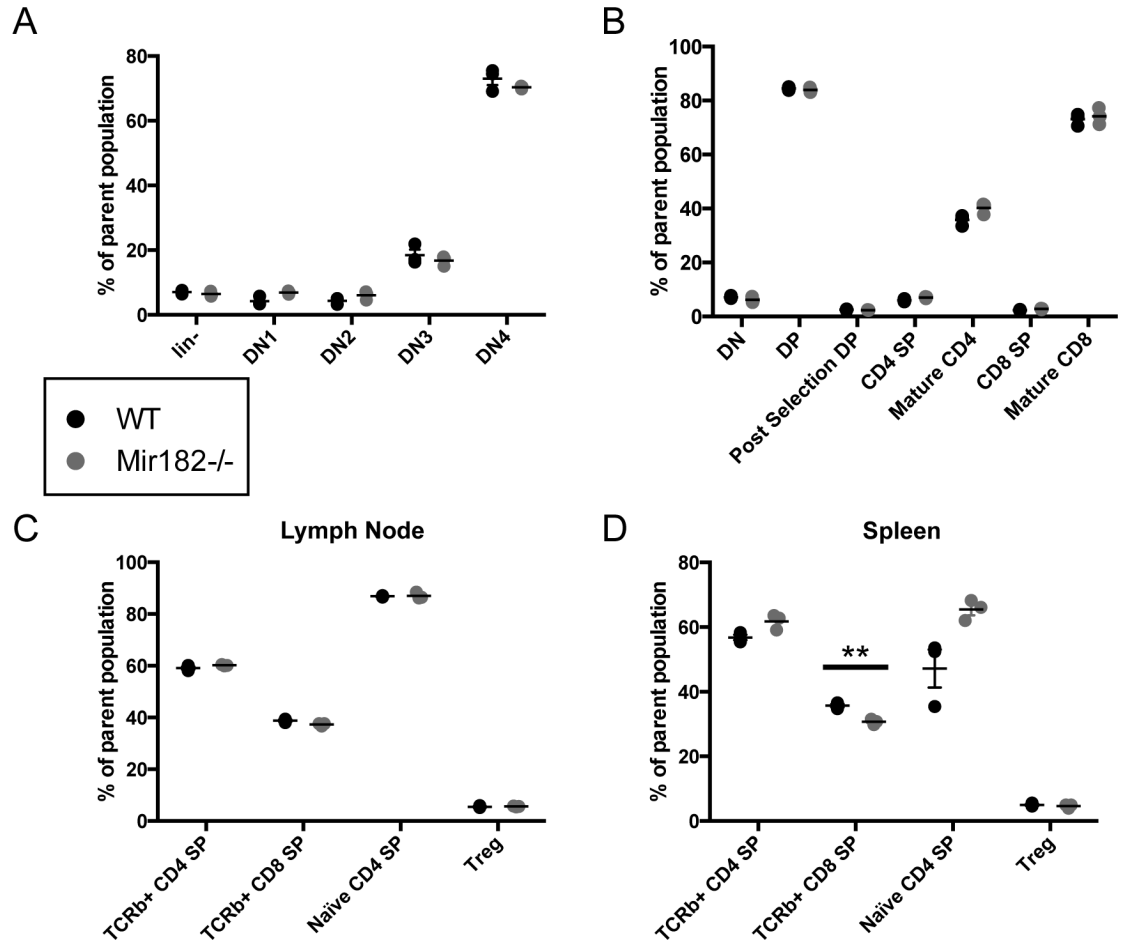 A
% of parent population
80
60
40
20
0
lin-
DN1
DN2
DN3
DN4
B
% of parent population
100
80
60
40
20
0
DN
DP
Post Selection DP
CD4 SP
Mature CD4
CD8 SP
Mature CD8
WT
Mir182-/-
C
Lymph Node
% of parent population
100
80
60
40
20
0
TCRb+ CD4 SP
TCRb+ CD8 SP
Naïve CD4 SP
Treg
D
Spleen
% of parent population
80
60
40
20
0
**
TCRb+ CD4 SP
TCRb+ CD8 SP
Naïve CD4 SP
Treg